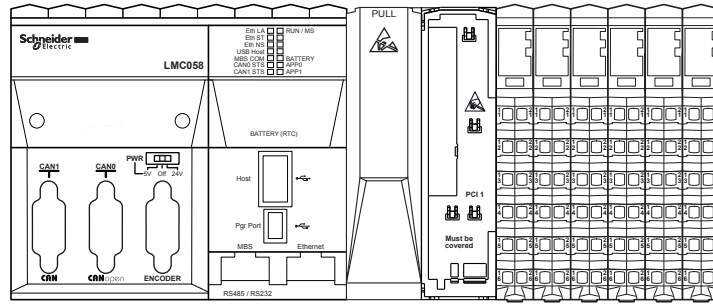 Schneider
Electric
LMC058
Eth LA RUN / MS
Eth ST
Eth NS
USB Host
MBS COM BATTERY
CAN0 STS APP0
CAN1 STS APP1
BATTERY (RTC)
CAN1
CAN0
PWR
5V Off 24V
CAN
CANopen
ENCODER
Host
Pgr Port
MBS Ethernet
RS485 / RS232
PULL
PCI 1
Must be
covered